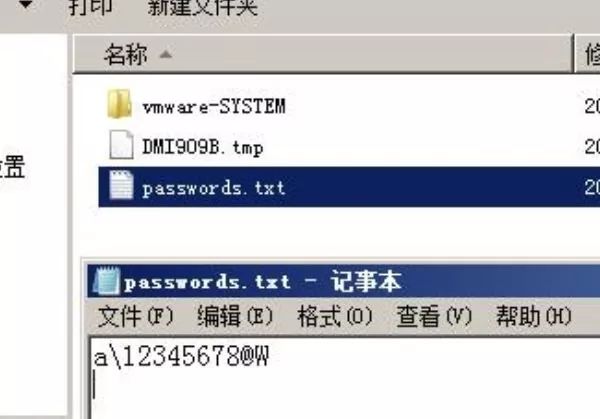 打印 新建文件夹
名称 修
vmware-SYSTEM 20
DMI909B.tmp 20
位置
passwords.txt 20
passwords.txt - 记事本
文件(F) 编辑(E) 格式(O) 查看(V) 帮助(H)
a\12345678@W